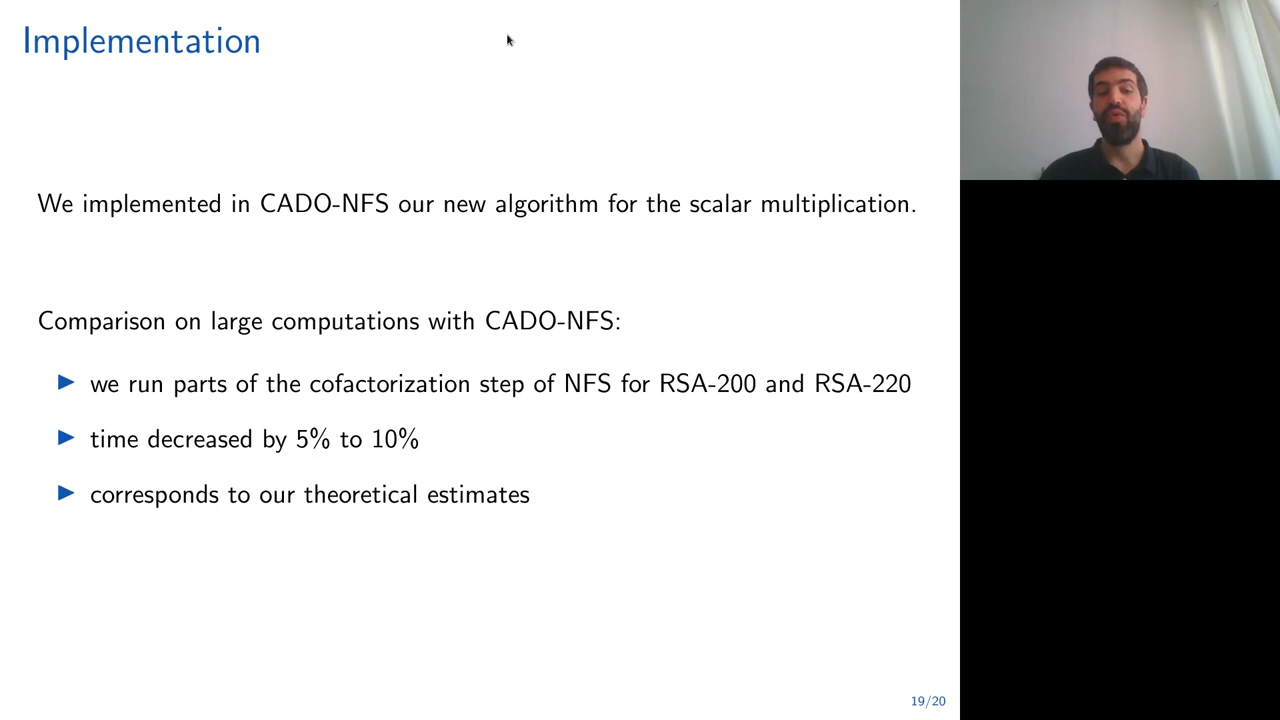 Implementation
We implemented in CADO-NFS our new algorithm for the scalar multiplication.
Comparison on large computations with CADO-NFS:
▶ we run parts of the cofactorization step of NFS for RSA-200 and RSA-220
▶ time decreased by 5% to 10%
▶ corresponds to our theoretical estimates
19/20